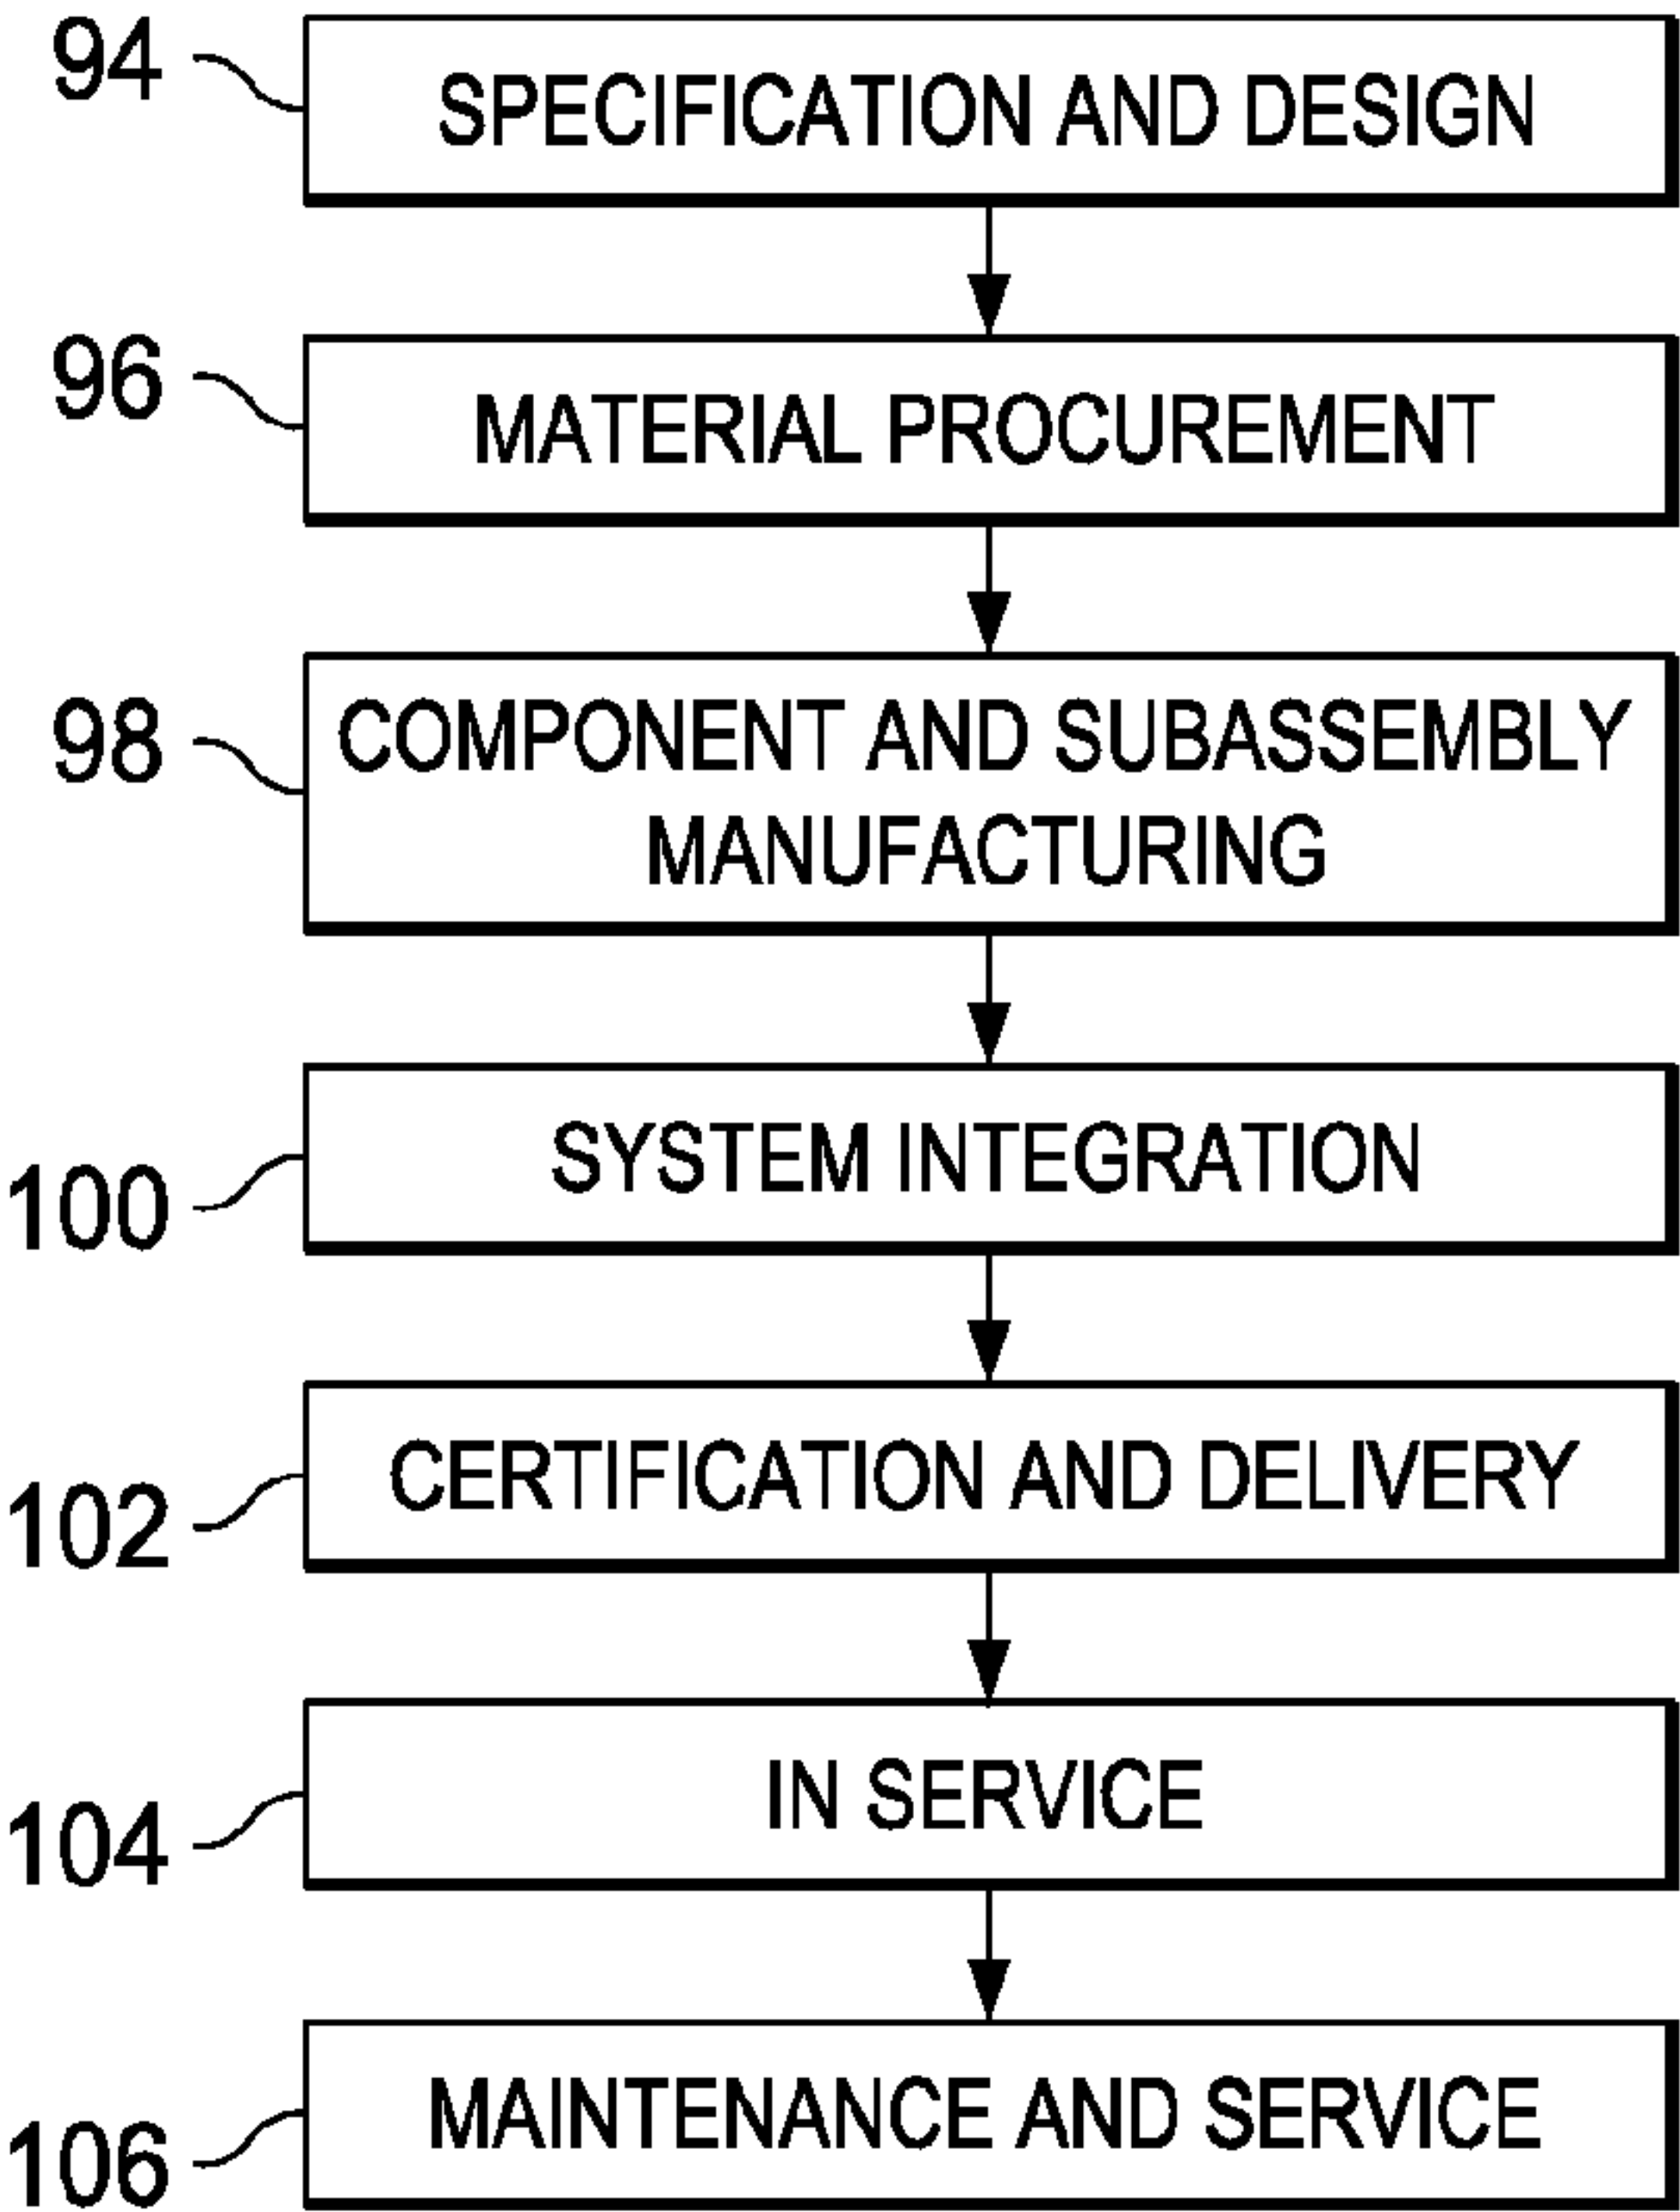 94
SPECIFICATION AND DESIGN
96
MATERIAL PROCUREMENT
98
COMPONENT AND SUBASSEMBLY
MANUFACTURING
100
SYSTEM INTEGRATION
102
CERTIFICATION AND DELIVERY
104
IN SERVICE
106
MAINTENANCE AND SERVICE